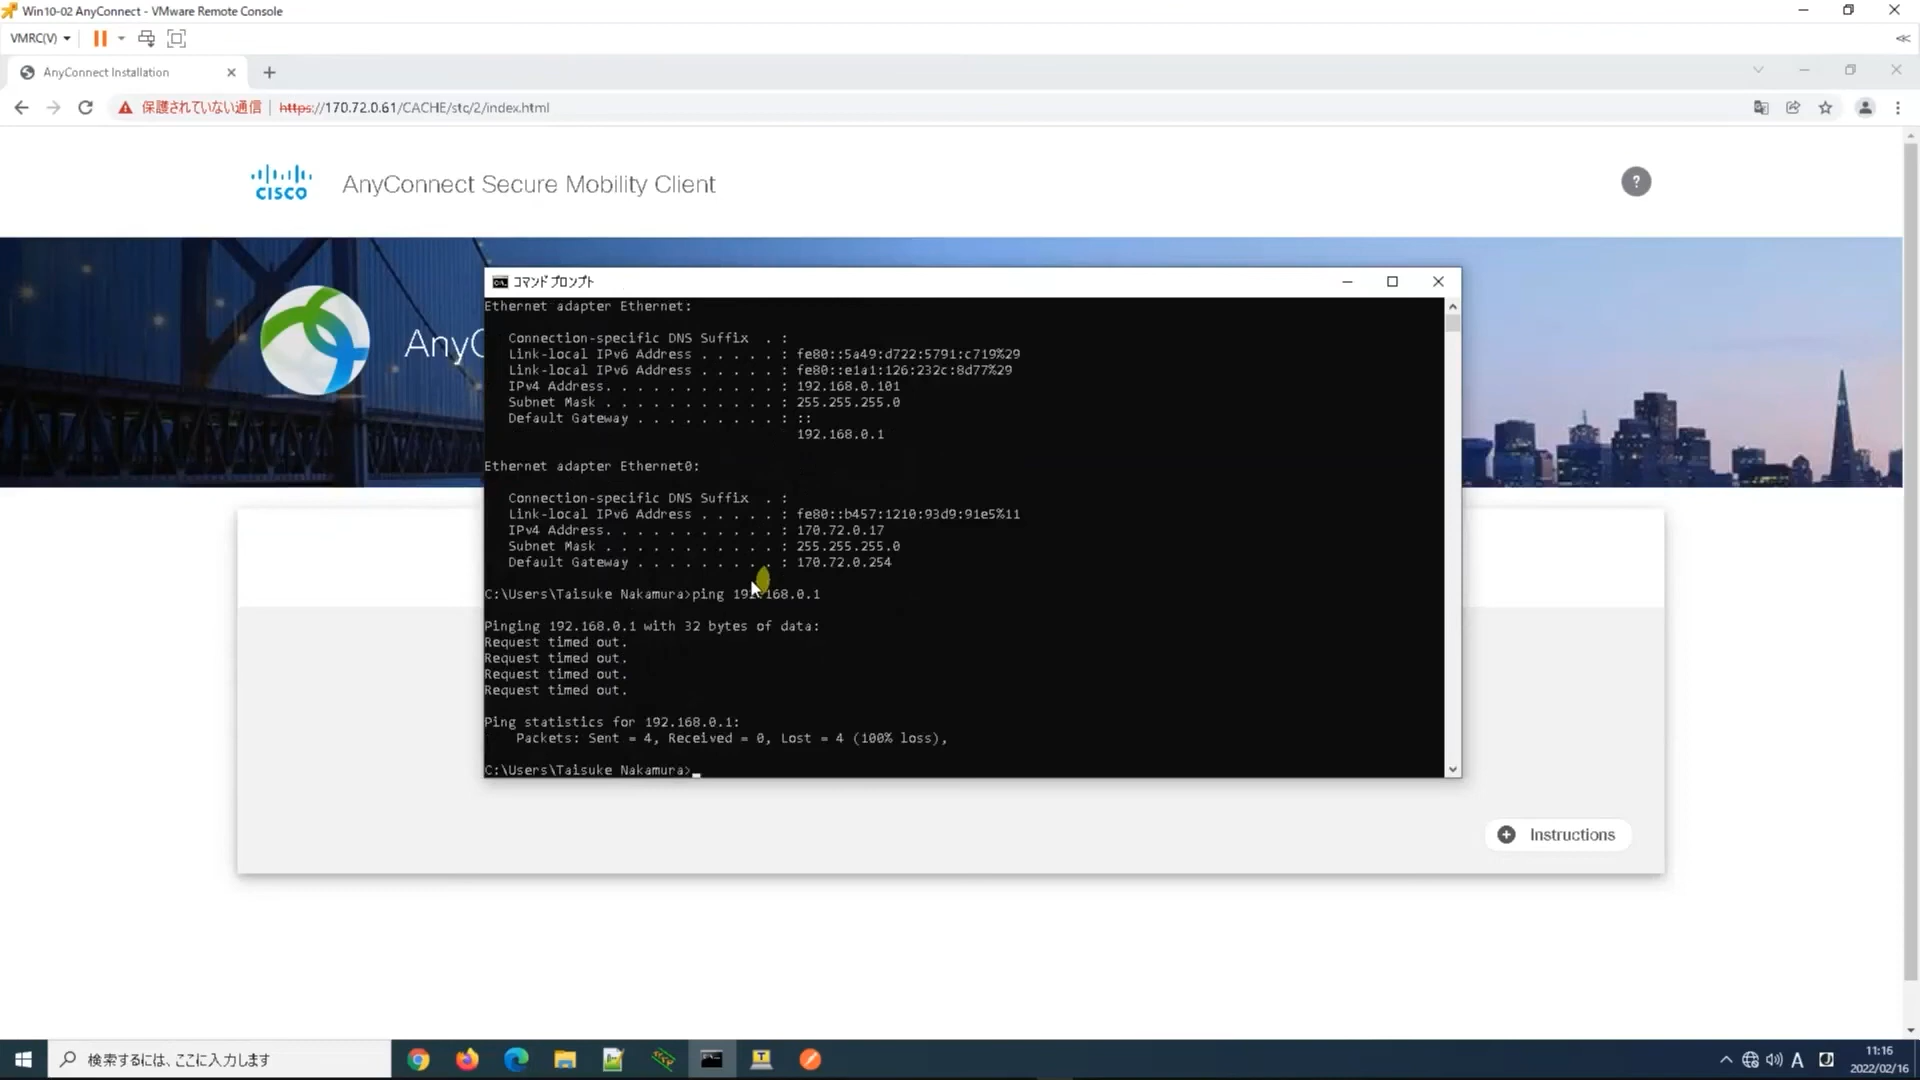 Win10-02 AnyConnect - VMware Remote Console
VMRC(V)
AnyConnect Installation
保護されていない通信 | https://170.72.0.61/CACHE/stc/2/index.html
CISCO
AnyConnect Secure Mobility Client
?
AnyC
コマンド プロンプト
Ethernet adapter Ethernet:
Connection-specific DNS Suffix . :
Link-local IPv6 Address . . . . . : fe80::5a49:d722:5791:c719%29
Link-local IPv6 Address . . . . . : fe80::e1a1:126:232c:8d77%29
IPv4 Address. . . . . . . . . . . : 192.168.0.101
Subnet Mask . . . . . . . . . . . : 255.255.255.0
Default Gateway . . . . . . . . . : ::
192.168.0.1
Ethernet adapter Ethernet0:
Connection-specific DNS Suffix . :
Link-local IPv6 Address . . . . . : fe80::b457:1210:93d9:91e5%11
IPv4 Address. . . . . . . . . . . : 170.72.0.17
Subnet Mask . . . . . . . . . . . : 255.255.255.0
Default Gateway . . . . . . . . . : 170.72.0.254
C:\Users\Taisuke Nakamura>ping 192.168.0.1
Pinging 192.168.0.1 with 32 bytes of data:
Request timed out.
Request timed out.
Request timed out.
Request timed out.
Ping statistics for 192.168.0.1:
Packets: Sent = 4, Received = 0, Lost = 4 (100% loss),
C:\Users\Taisuke Nakamura>_
Instructions
検索するには、ここに入力します
A
11:16
2022/02/16